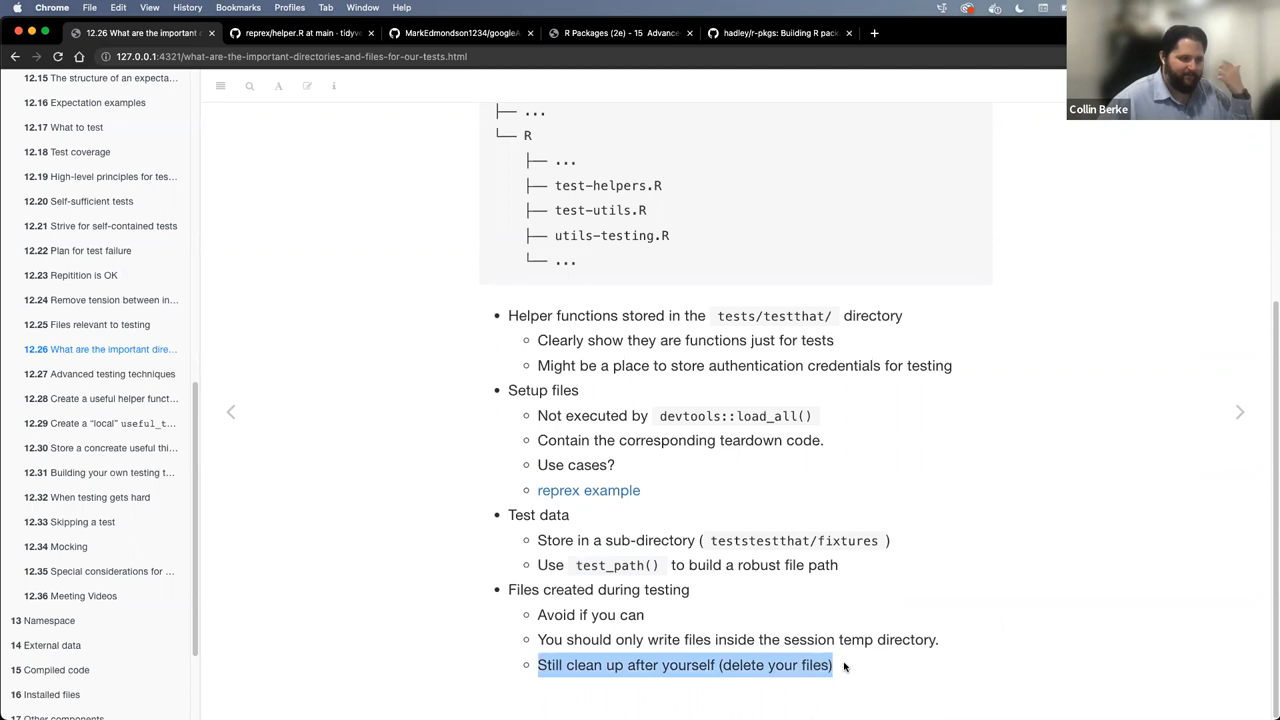 Chrome File Edit View History Bookmarks Profiles Tab Window Help
12.26 What are the important d
reprex/helper.R at main · tidyve
MarkEdmondson1234/googleA
R Packages (2e) - 15 Advance
hadley/r-pkgs: Building R pack
127.0.0.1:4321/what-are-the-important-directories-and-files-for-our-tests.html
Collin Berke
12.15 The structure of an expecta...
12.16 Expectation examples
12.17 What to test
12.18 Test coverage
12.19 High-level principles for tes...
12.20 Self-sufficient tests
12.21 Strive for self-contained tests
12.22 Plan for test failure
12.23 Repitition is OK
12.24 Remove tension between in...
12.25 Files relevant to testing
12.26 What are the important dire...
12.27 Advanced testing techniques
12.28 Create a useful helper funct...
12.29 Create a “local” useful_t...
12.30 Store a concreate useful thi...
12.31 Building your own testing t...
12.32 When testing gets hard
12.33 Skipping a test
12.34 Mocking
12.35 Special considerations for ...
12.36 Meeting Videos
13 Namespace
14 External data
15 Compiled code
16 Installed files
17 Other components
├── ...
└── R
├── ...
├── test-helpers.R
├── test-utils.R
├── utils-testing.R
└── ...
• Helper functions stored in the tests/testthat/ directory
○ Clearly show they are functions just for tests
○ Might be a place to store authentication credentials for testing
• Setup files
○ Not executed by devtools::load_all()
○ Contain the corresponding teardown code.
○ Use cases?
○ reprex example
• Test data
○ Store in a sub-directory ( teststestthat/fixtures )
○ Use test_path() to build a robust file path
• Files created during testing
○ Avoid if you can
○ You should only write files inside the session temp directory.
○ Still clean up after yourself (delete your files)